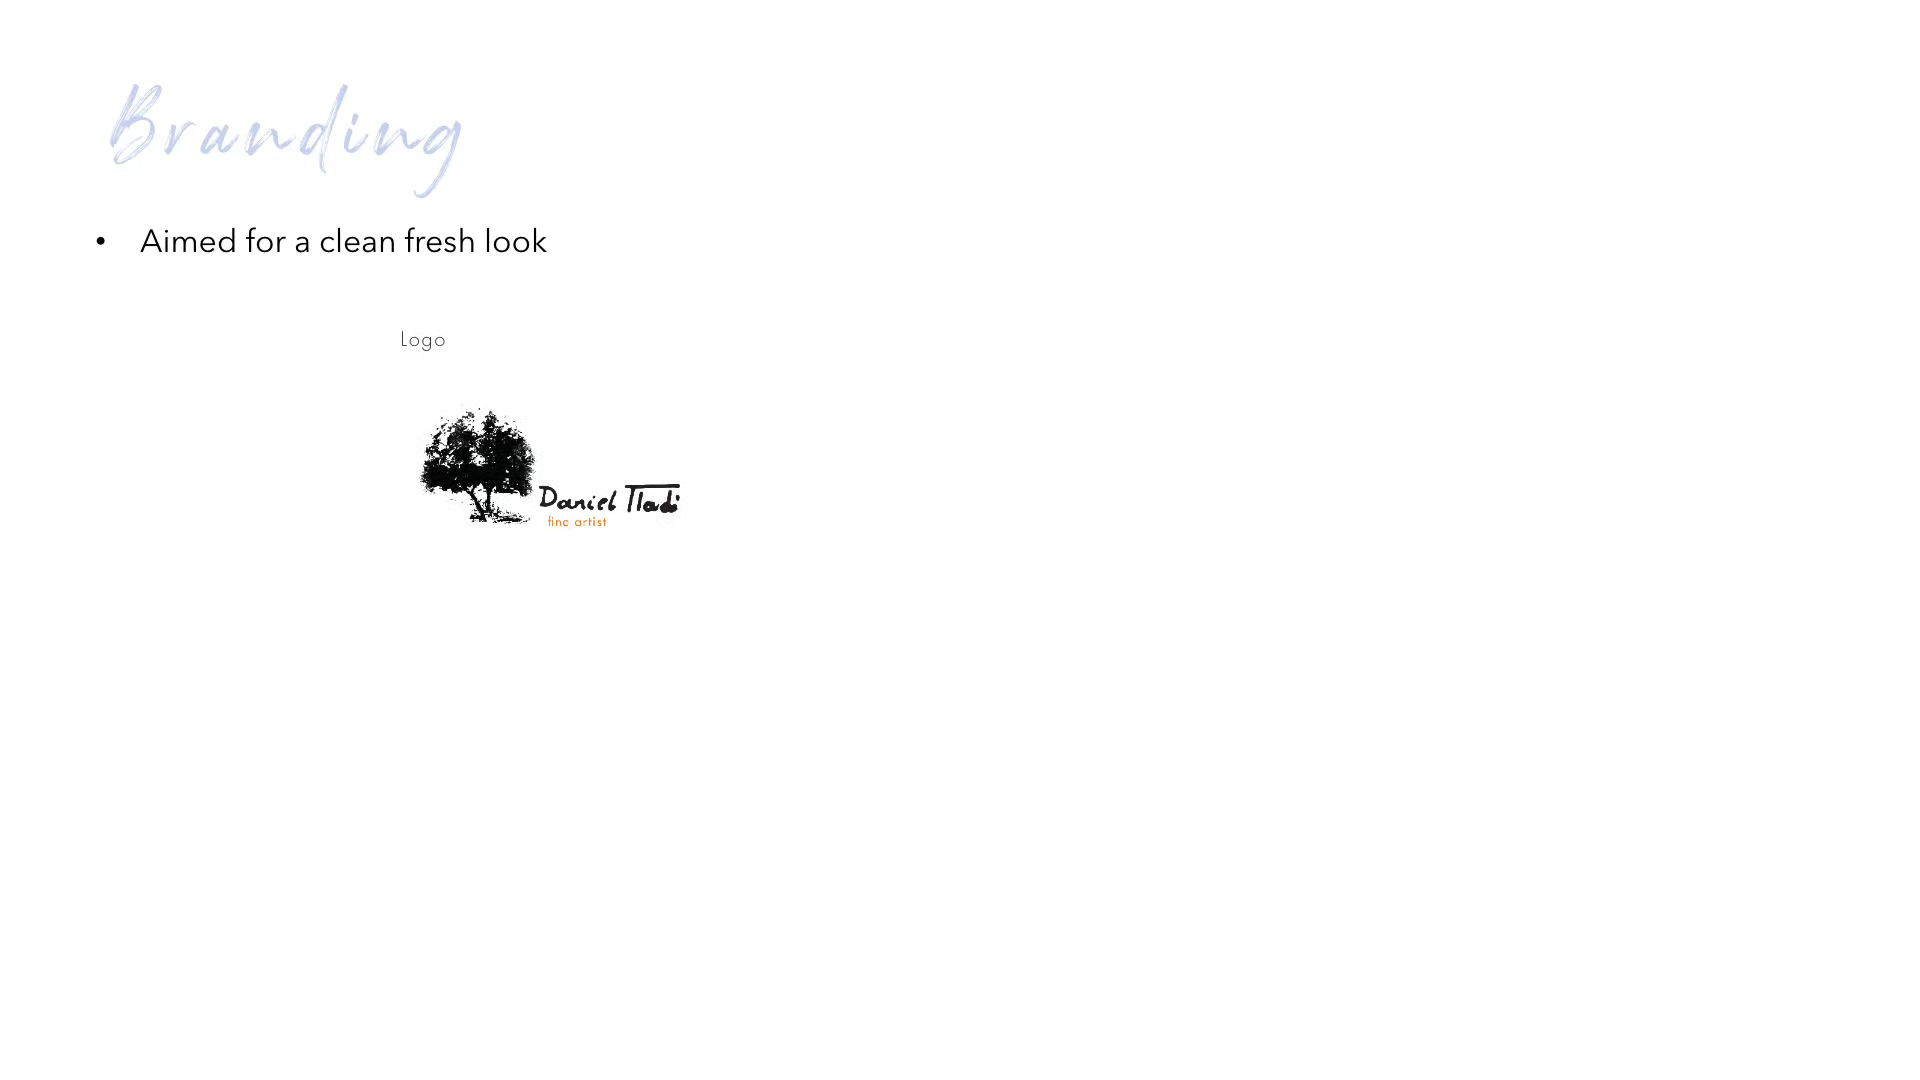 Branding
• Aimed for a clean fresh look
Logo
Daniel Tladi
fine artist